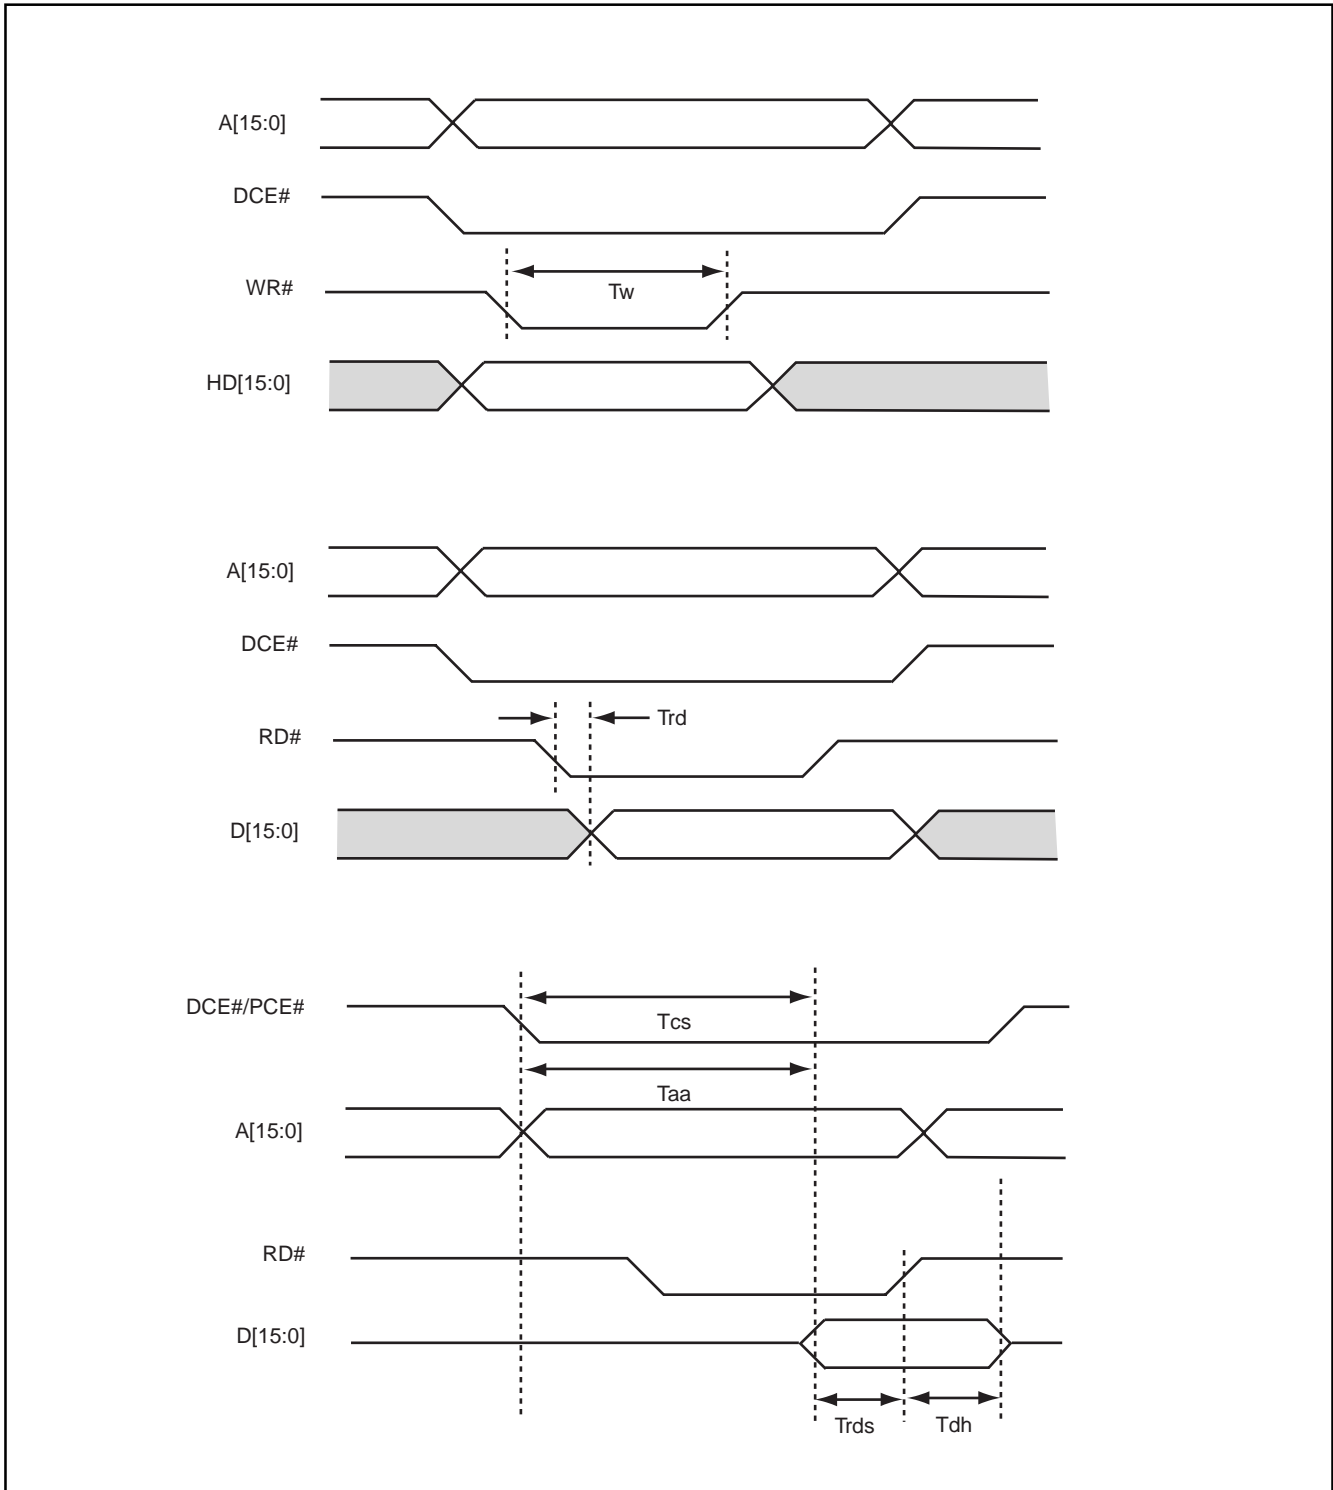 A[15:0]
DCE#
WR#
Tw
HD[15:0]
A[15:0]
DCE#
Trd
RD#
D[15:0]
DCE#/PCE#
Tcs
Taa
A[15:0]
RD#
D[15:0]
Trds
Tdh